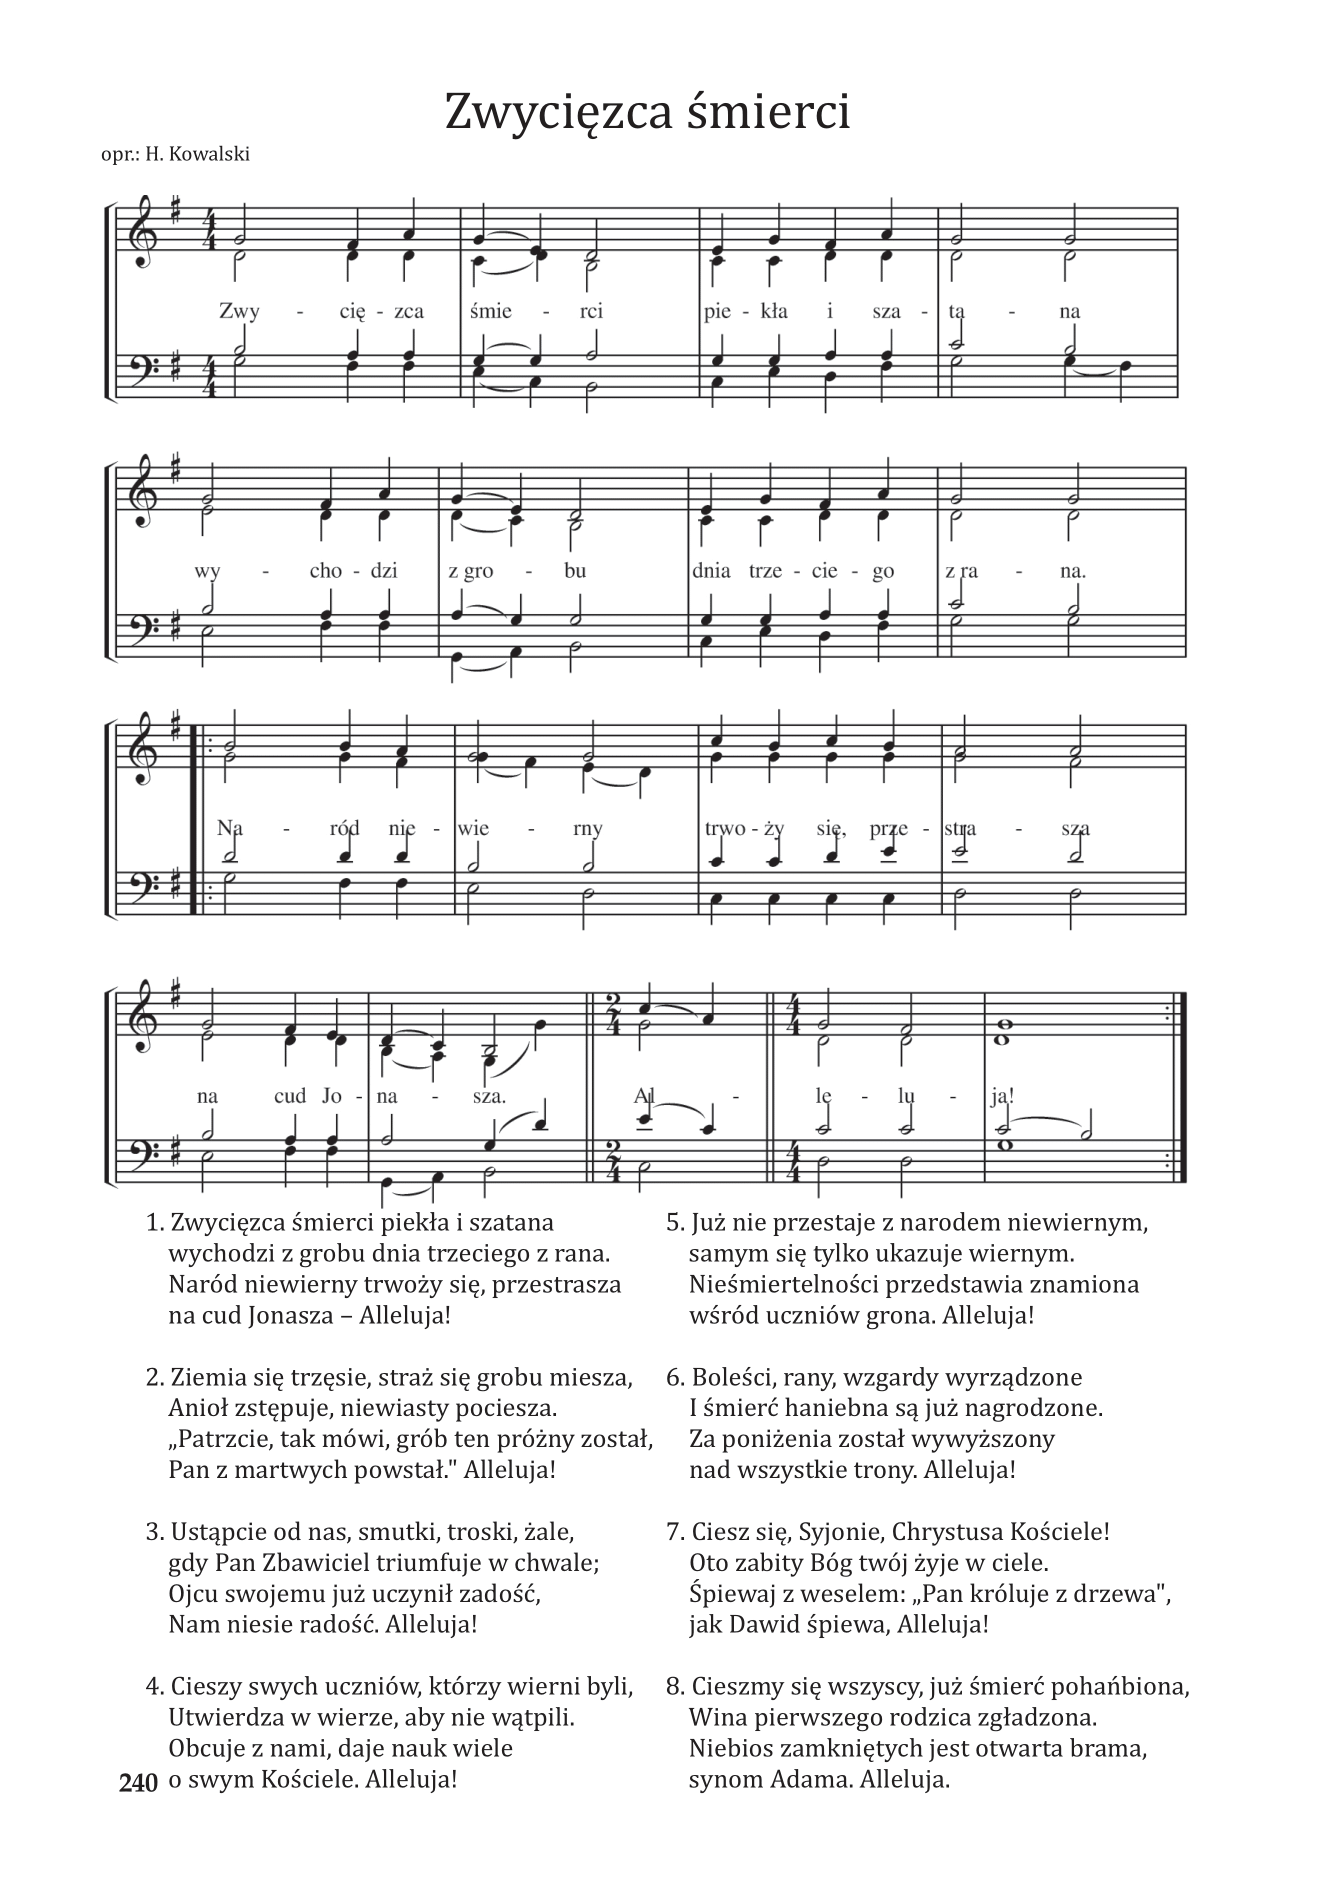 Zwycięzca śmierci
opr.: H. Kowalski
Zwy - cię - zca śmie - rci pie - kła i sza - ta - na
wy - cho - dzi z gro - bu dnia trze - cie - go z ra - na.
Na - ród nie - wie - rny trwo - ży się, prze - stra - sza
na cud Jo - na - sza. Al - le - lu - ja!
1. Zwycięzca śmierci piekła i szatana
wychodzi z grobu dnia trzeciego z rana.
Naród niewierny trwoży się, przestrasza
na cud Jonasza – Alleluja!
2. Ziemia się trzęsie, straż się grobu miesza,
Anioł zstępuje, niewiasty pociesza.
„Patrzcie, tak mówi, grób ten próżny został,
Pan z martwych powstał." Alleluja!
3. Ustąpcie od nas, smutki, troski, żale,
gdy Pan Zbawiciel triumfuje w chwale;
Ojcu swojemu już uczynił zadość,
Nam niesie radość. Alleluja!
4. Cieszy swych uczniów, którzy wierni byli,
Utwierdza w wierze, aby nie wątpili.
Obcuje z nami, daje nauk wiele
o swym Kościele. Alleluja!
5. Już nie przestaje z narodem niewiernym,
samym się tylko ukazuje wiernym.
Nieśmiertelności przedstawia znamiona
wśród uczniów grona. Alleluja!
6. Boleści, rany, wzgardy wyrządzone
I śmierć haniebna są już nagrodzone.
Za poniżenia został wywyższony
nad wszystkie trony. Alleluja!
7. Ciesz się, Syjonie, Chrystusa Kościele!
Oto zabity Bóg twój żyje w ciele.
Śpiewaj z weselem: „Pan króluje z drzewa",
jak Dawid śpiewa, Alleluja!
8. Cieszmy się wszyscy, już śmierć pohańbiona,
Wina pierwszego rodzica zgładzona.
Niebios zamkniętych jest otwarta brama,
synom Adama. Alleluja.
240